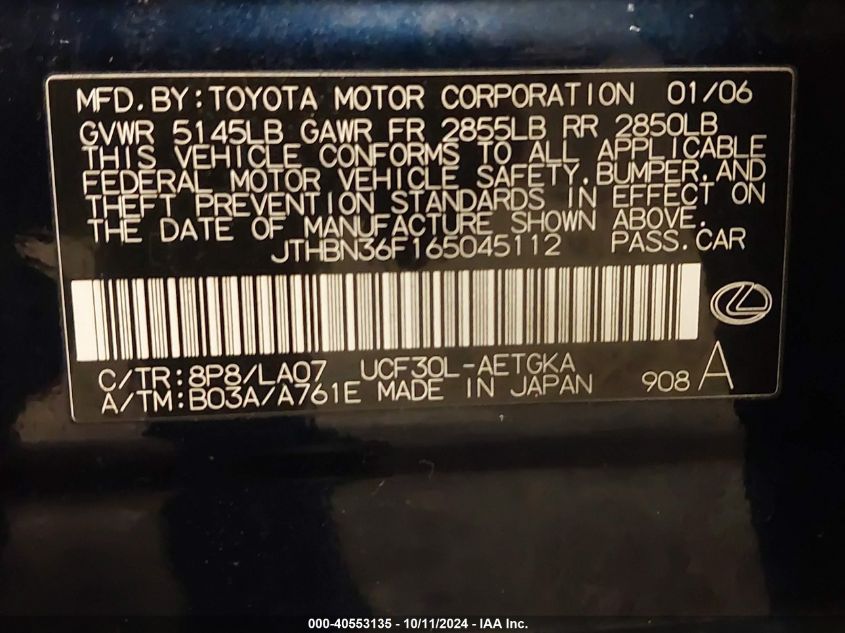 MFD.BY:TOYOTA MOTOR CORPORATION 01/06
GVWR 5145LB GAWR FR 2855LB RR 2850LB
THIS VEHICLE CONFORMS TO ALL APPLICABLE
FEDERAL MOTOR VEHICLE SAFETY,BUMPER,AND
THEFT PREVENTION STANDARDS IN EFFECT ON
THE DATE OF MANUFACTURE SHOWN ABOVE.
JTHBN36F165045112 PASS.CAR
C/TR:8P8/LA07 UCF30L-AETGKA
A/TM:B03A/A761E MADE IN JAPAN 908 A
000-40553135 - 10/11/2024 - IAA Inc.